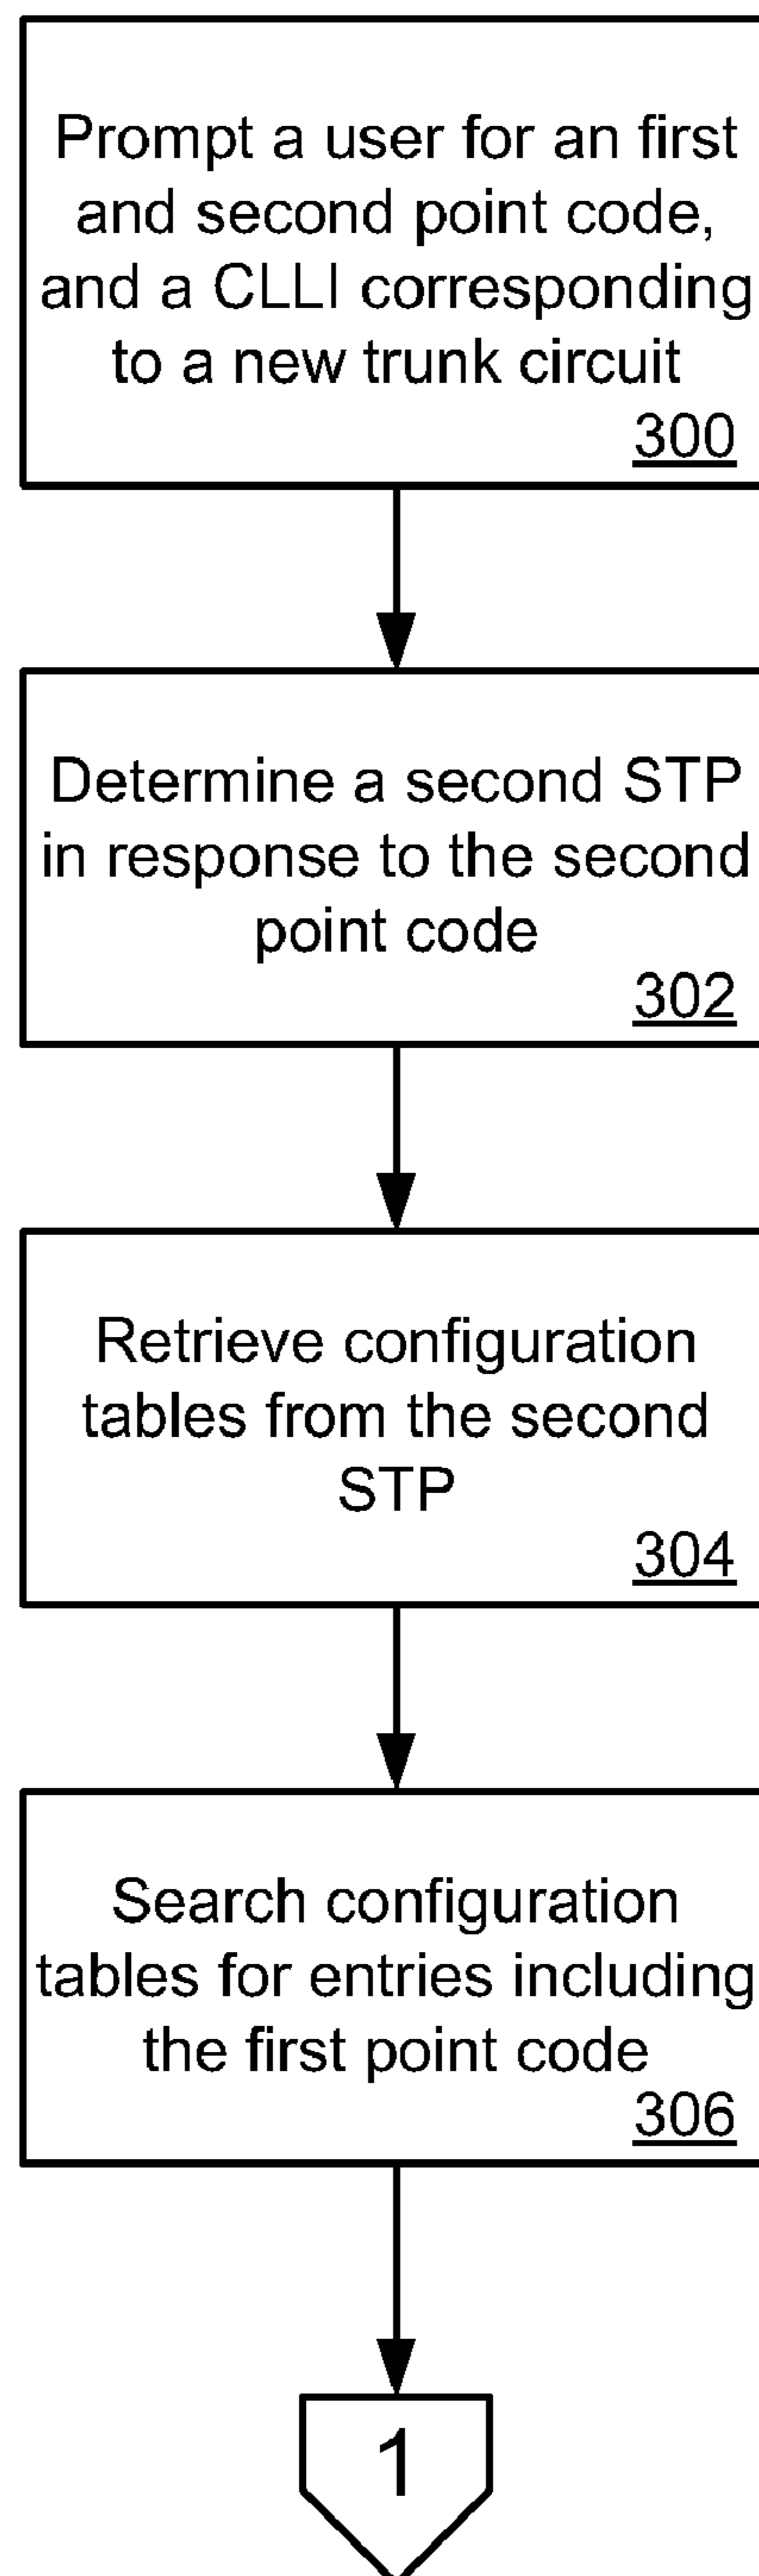 Prompt a user for an first
and second point code,
and a CLLI corresponding
to a new trunk circuit
300
Determine a second STP
in response to the second
point code
302
Retrieve configuration
tables from the second
STP
304
Search configuration
tables for entries including
the first point code
306
1